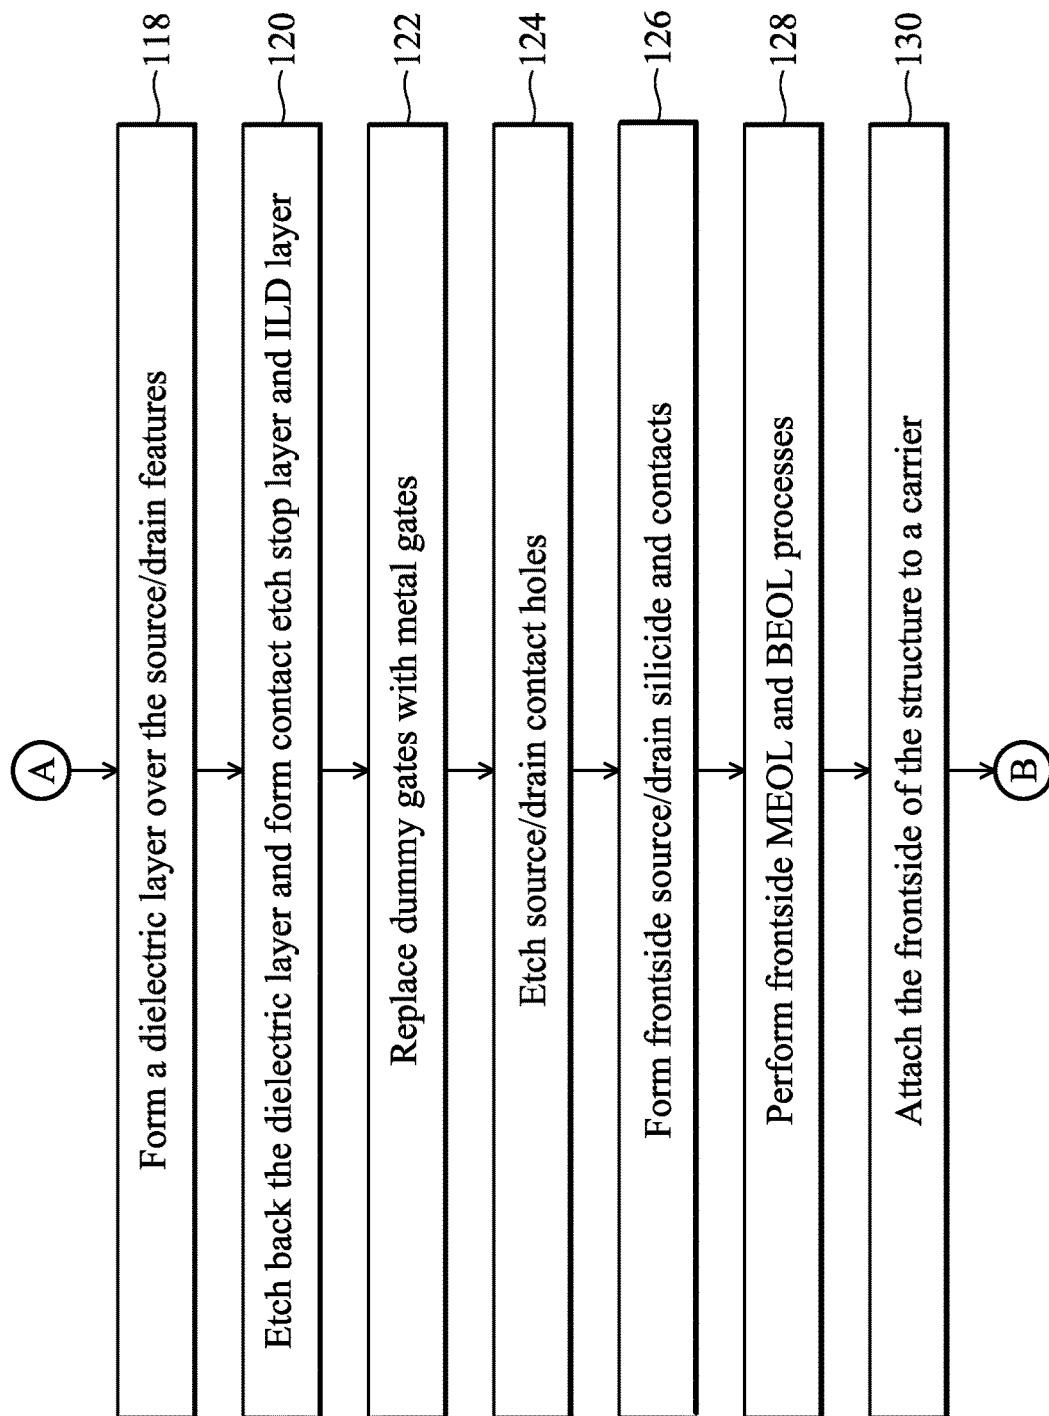 A
Form a dielectric layer over the source/drain features
118
Etch back the dielectric layer and form contact etch stop layer and ILD layer
120
Replace dummy gates with metal gates
122
Etch source/drain contact holes
124
Form frontside source/drain silicide and contacts
126
Perform frontside MEOL and BEOL processes
128
Attach the frontside of the structure to a carrier
130
B